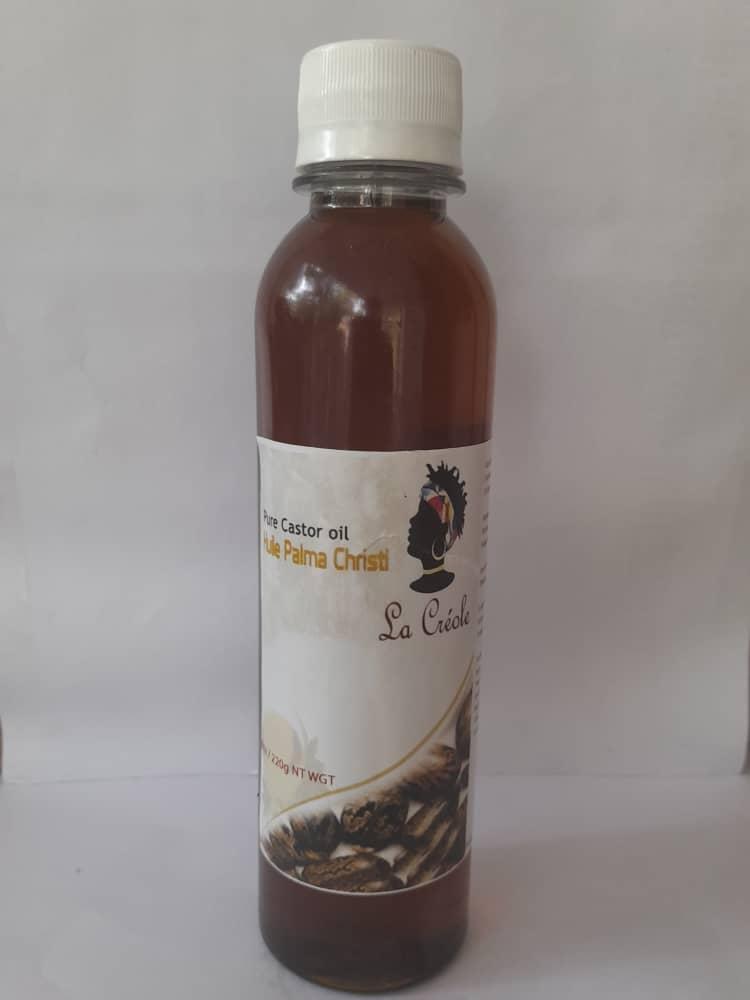 Pure Castor oil
Huile Palma Christi
La Créole
/ 220g NT WGT